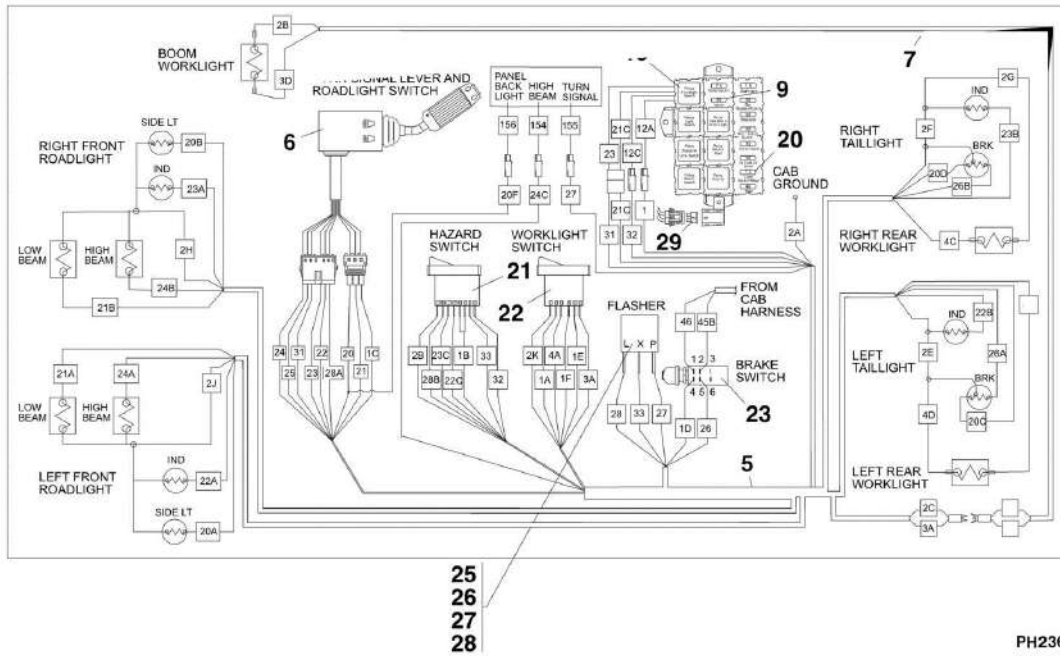 2B
BOOM
WORKLIGHT
3D
SIGNAL LEVER AND
ROADLIGHT SWITCH
6
PANEL
BACK
LIGHT
HIGH
BEAM
TURN
SIGNAL
156
154
155
20F
24C
27
21C
12A
23
12C
21C
1
31
32
9
20
29
CAB
GROUND
2A
7
2G
IND
2F
23B
RIGHT
TAILLIGHT
BRK
20D
26B
RIGHT REAR
WORKLIGHT
4C
SIDE LT
20B
RIGHT FRONT
ROADLIGHT
IND
23A
LOW
BEAM
HIGH
BEAM
2H
24B
21B
HAZARD
SWITCH
21
WORKLIGHT
SWITCH
22
FLASHER
L X P
FROM
CAB
HARNESS
46
45B
1 2 3
4 5 6
BRAKE
SWITCH
23
IND
22B
2E
26A
LEFT
TAILLIGHT
BRK
20C
4D
LEFT REAR
WORKLIGHT
24
31
22
20
1C
25
23
28A
21
2B
23C
1B
33
28B
22C
32
2K
4A
1E
1A
1F
3A
28
33
27
1D
26
5
21A
24A
2J
LOW
BEAM
HIGH
BEAM
IND
LEFT FRONT
ROADLIGHT
22A
SIDE LT
20A
2C
3A
25
26
27
28
PH236